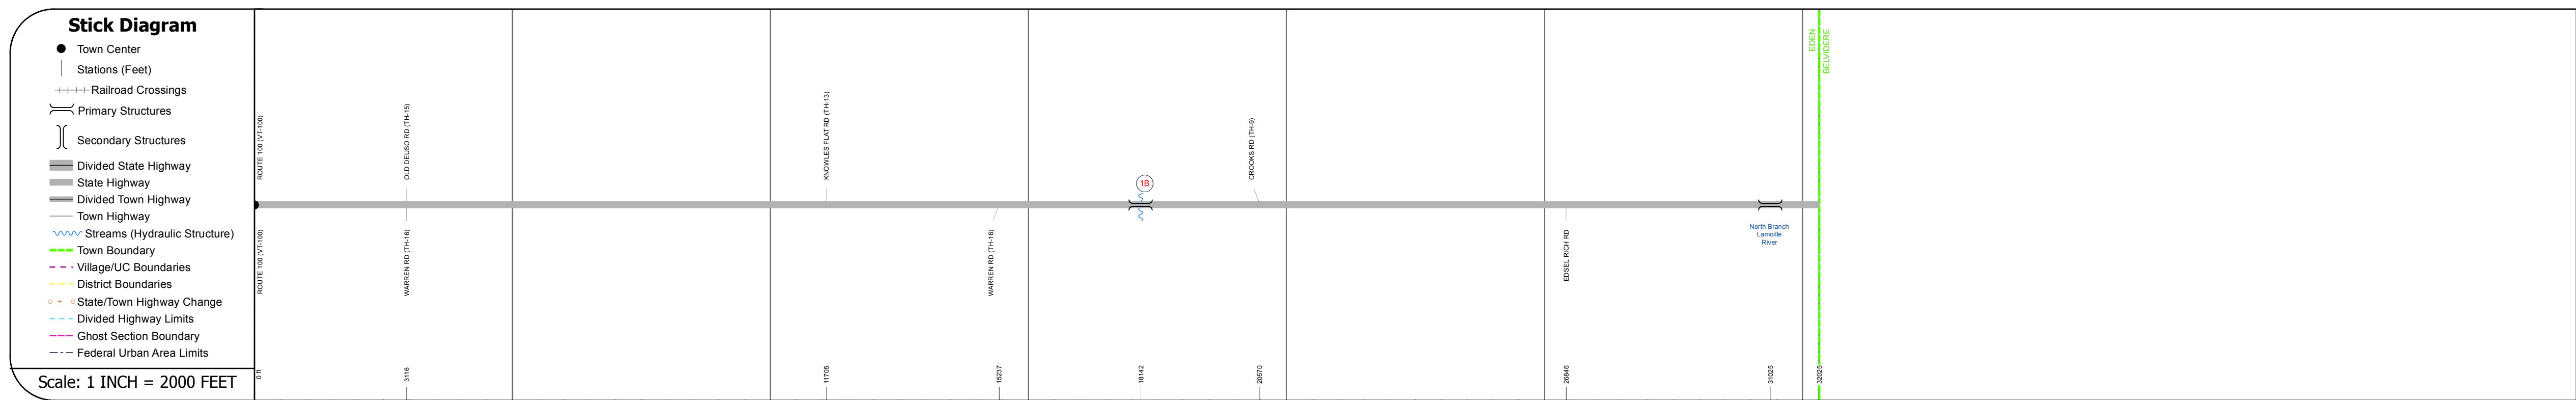 Stick Diagram
Town Center
Stations (Feet)
Railroad Crossings
Primary Structures
Secondary Structures
Divided State Highway
State Highway
Divided Town Highway
Town Highway
Streams (Hydraulic Structure)
Town Boundary
Village/UC Boundaries
District Boundaries
State/Town Highway Change
Divided Highway Limits
Ghost Section Boundary
Federal Urban Area Limits
Scale: 1 INCH = 2000 FEET
ROUTE 100 (VT-100)
OLD DEUSO RD (TH-15)
KNOWLES FLAT RD (TH-13)
CROOKS RD (TH-9)
EDEN
BELVIDERE
1B
ROUTE 100 (VT-100)
WARREN RD (TH-16)
WARREN RD (TH-16)
EDSEL RICH RD
North Branch
Lamoille
River
0 ft
3116
11705
15237
18142
20570
26846
31025
32025